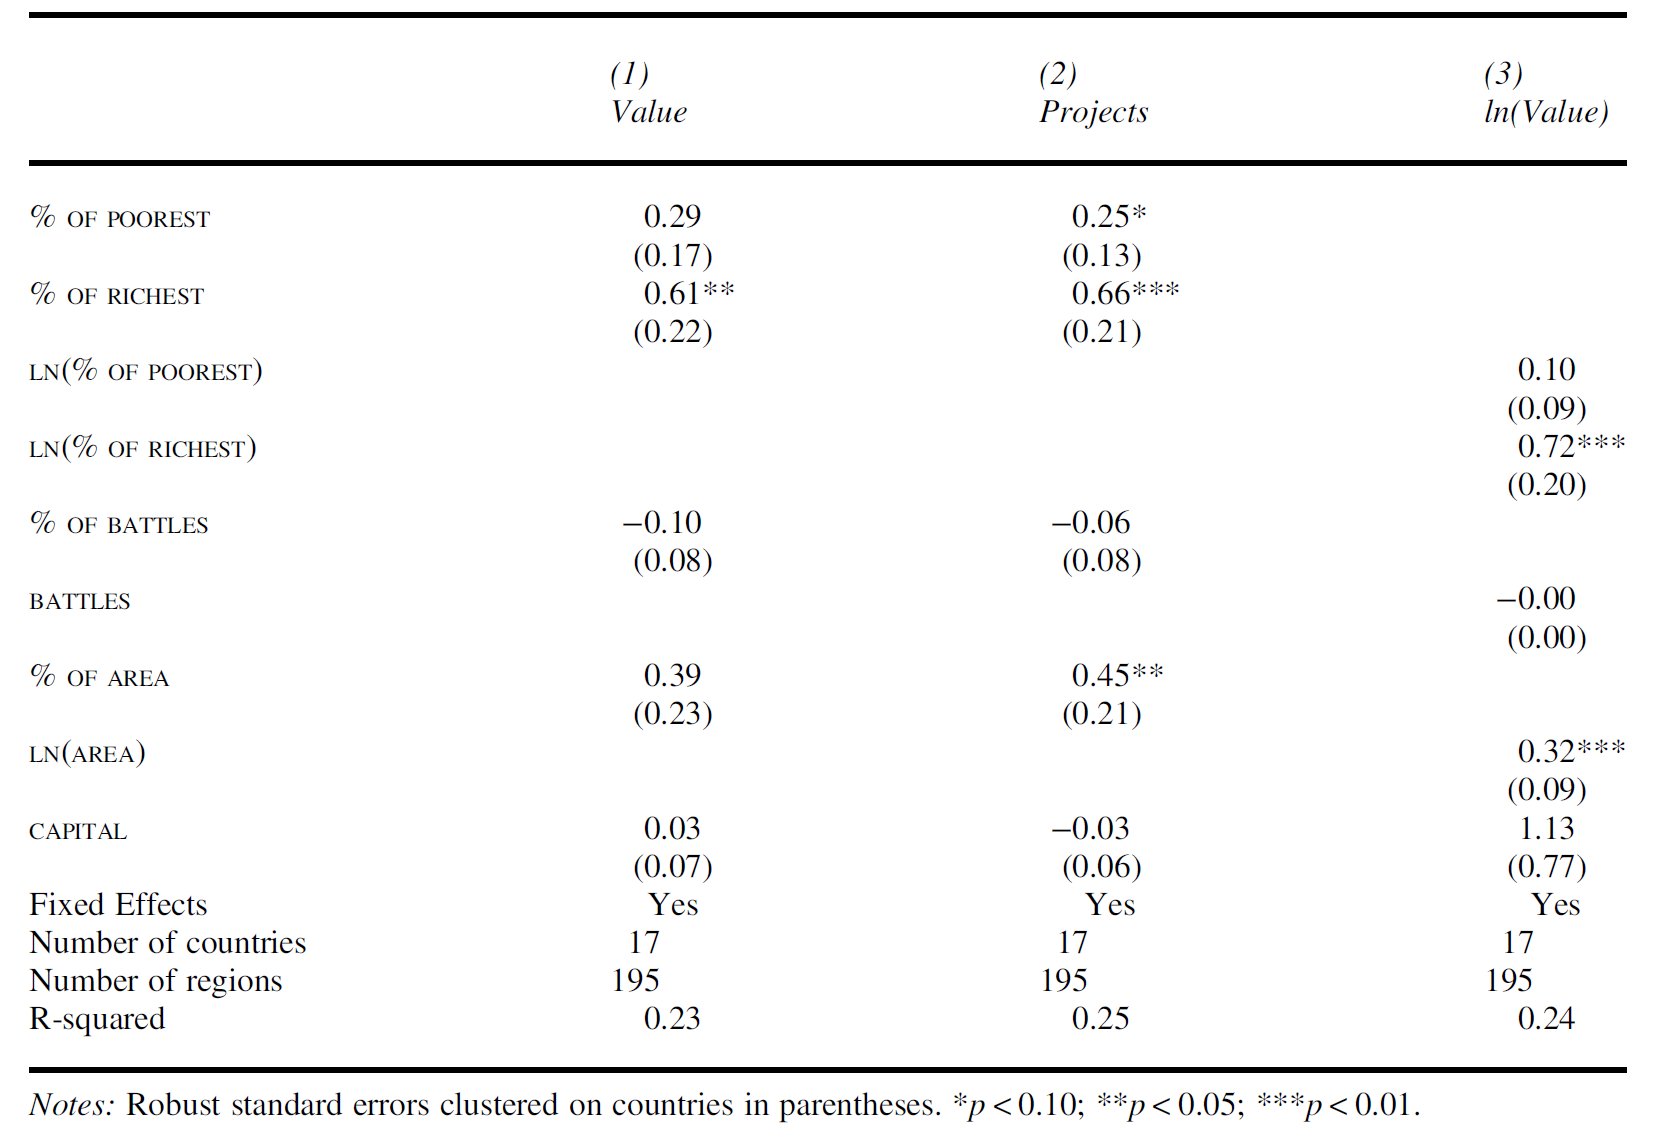 (1) (2) (3)
Value Projects ln(Value)
% OF POOREST 0.29 0.25*
(0.17) (0.13)
% OF RICHEST 0.61** 0.66***
(0.22) (0.21)
LN(% OF POOREST) 0.10
(0.09)
LN(% OF RICHEST) 0.72***
(0.20)
% OF BATTLES −0.10 −0.06
(0.08) (0.08)
BATTLES −0.00
(0.00)
% OF AREA 0.39 0.45**
(0.23) (0.21)
LN(AREA) 0.32***
(0.09)
CAPITAL 0.03 −0.03 1.13
(0.07) (0.06) (0.77)
Fixed Effects Yes Yes Yes
Number of countries 17 17 17
Number of regions 195 195 195
R-squared 0.23 0.25 0.24
Notes: Robust standard errors clustered on countries in parentheses. *p < 0.10; **p < 0.05; ***p < 0.01.